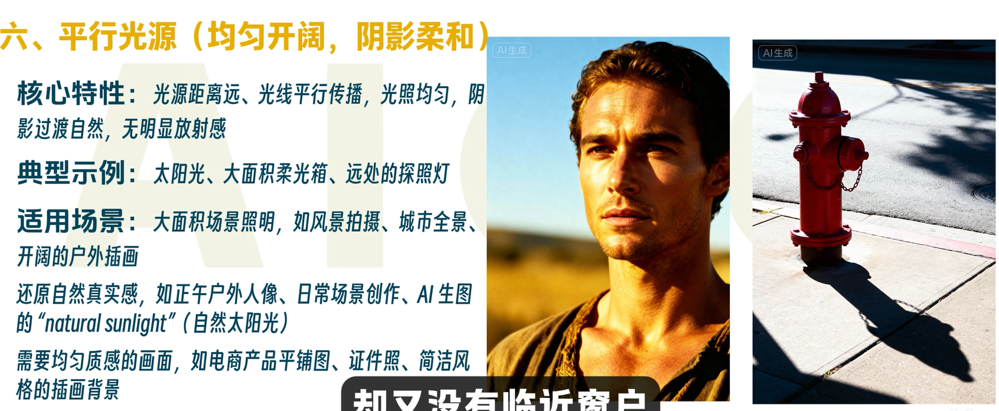 六、平行光源（均匀开阔，阴影柔和）
AI生成
AI生成
核心特性：光源距离远、光线平行传播，光照均匀，阴
影过渡自然，无明显放射感
典型示例：太阳光、大面积柔光箱、远处的探照灯
适用场景：大面积场景照明，如风景拍摄、城市全景、
开阔的户外插画
还原自然真实感，如正午户外人像、日常场景创作、AI 生图
的“natural sunlight”（自然太阳光）
需要均匀质感的画面，如电商产品平铺图、证件照、简洁风
格的插画背景
却又没有临近窗户